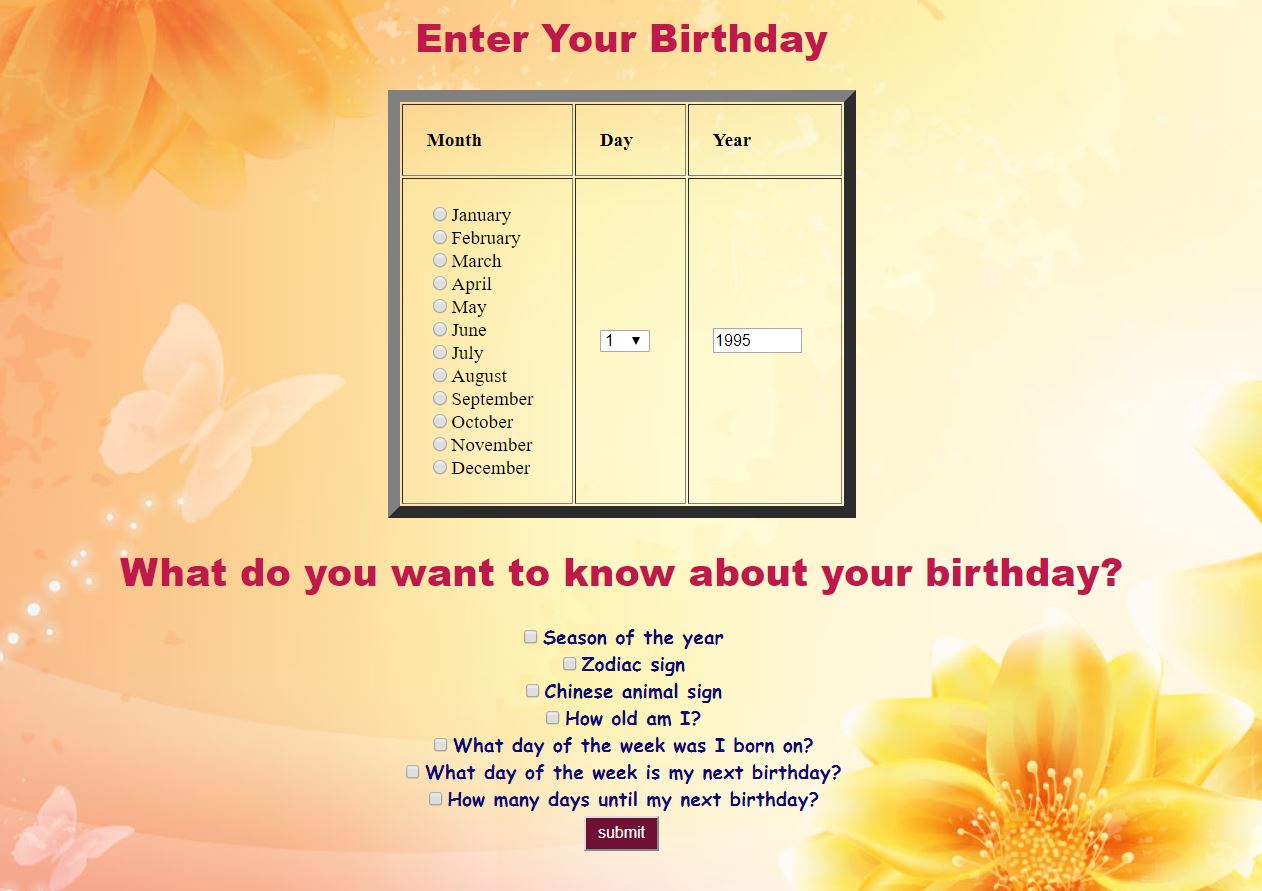 Enter Your Birthday
Month Day Year
January
February
March
April
May
June
1 1995
July
August
September
October
November
December
What do you want to know about your birthday?
Season of the year
Zodiac sign
Chinese animal sign
How old am I?
What day of the week was I born on?
What day of the week is my next birthday?
How many days until my next birthday?
submit